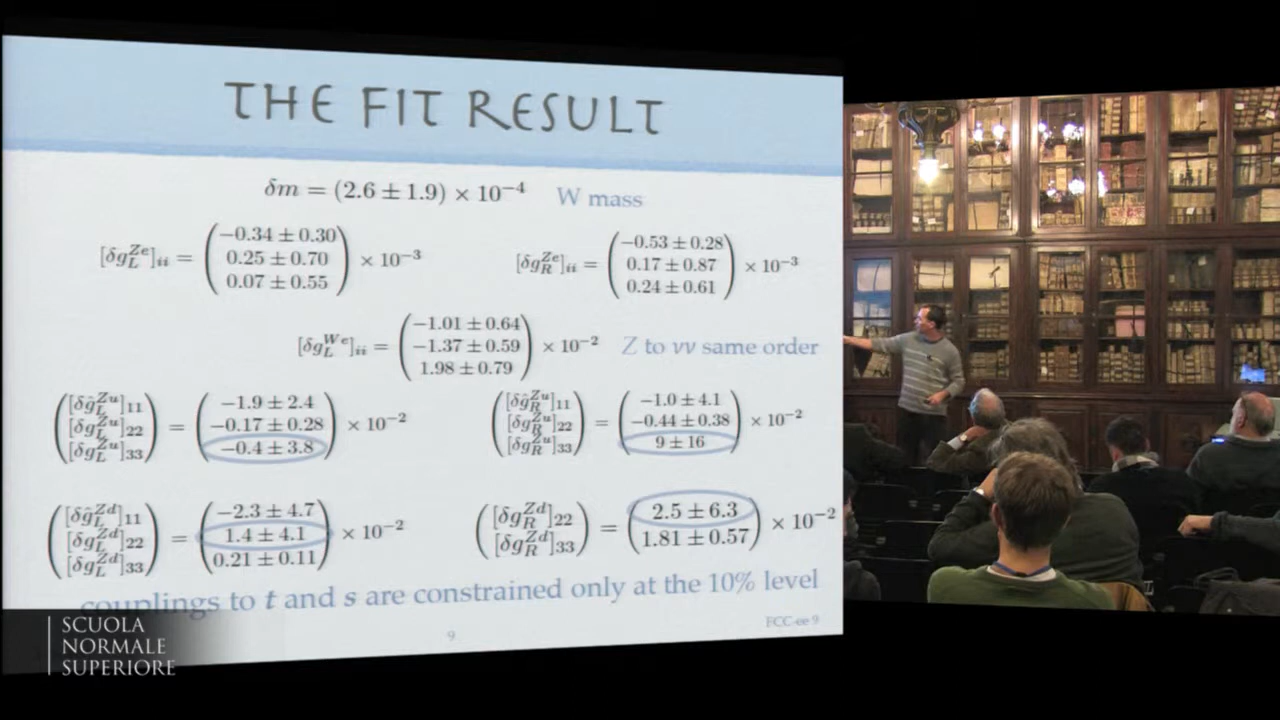 THE FIT RESULT
δm = (2.6 ± 1.9) × 10⁻⁴ W mass
[δg_L^{Ze}]_{ii} = (−0.34 ± 0.30, 0.25 ± 0.70, 0.07 ± 0.55) × 10⁻³
[δg_R^{Ze}]_{ii} = (−0.53 ± 0.28, 0.17 ± 0.87, 0.24 ± 0.61) × 10⁻³
[δg_L^{We}]_{ii} = (−1.01 ± 0.64, −1.37 ± 0.59, 1.98 ± 0.79) × 10⁻² Z to νν same order
([δĝ_L^{Zu}]_{11}, [δg_L^{Zu}]_{22}, [δg_L^{Zu}]_{33}) = (−1.9 ± 2.4, −0.17 ± 0.28, −0.4 ± 3.8) × 10⁻²
([δĝ_R^{Zu}]_{11}, [δg_R^{Zu}]_{22}, [δg_R^{Zu}]_{33}) = (−1.0 ± 4.1, −0.44 ± 0.38, 9 ± 16) × 10⁻²
([δĝ_L^{Zd}]_{11}, [δg_L^{Zd}]_{22}, [δg_L^{Zd}]_{33}) = (−2.3 ± 4.7, 1.4 ± 4.1, 0.21 ± 0.11) × 10⁻²
([δg_R^{Zd}]_{22}, [δg_R^{Zd}]_{33}) = (2.5 ± 6.3, 1.81 ± 0.57) × 10⁻²
couplings to t and s are constrained only at the 10% level
9
FCC-ee 9
SCUOLA
NORMALE
SUPERIORE